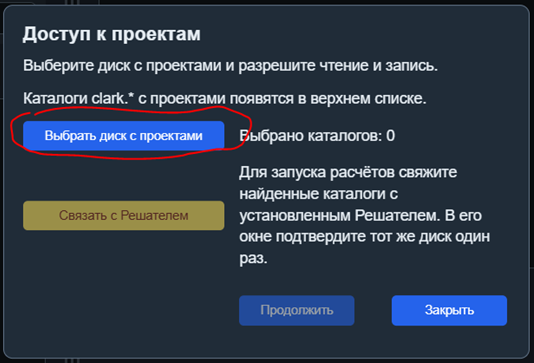 Доступ к проектам
Выберите диск с проектами и разрешите чтение и запись.
Каталоги clark.* с проектами появятся в верхнем списке.
Выбрать диск с проектами
Выбрано каталогов: 0
Для запуска расчётов свяжите
найденные каталоги с
установленным Решателем. В его
окне подтвердите тот же диск один
раз.
Связать с Решателем
Продолжить
Закрыть